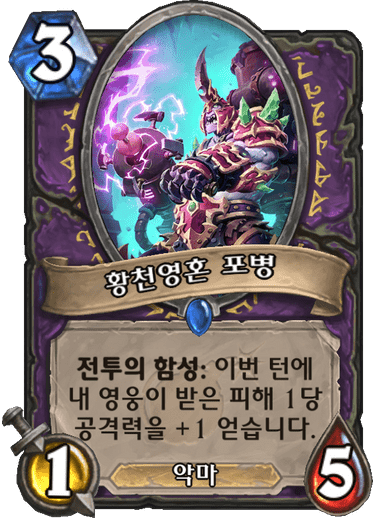 3
황천영혼 포병
전투의 함성: 이번 턴에
내 영웅이 받은 피해 1당
공격력을 +1 얻습니다.
1
악마
5